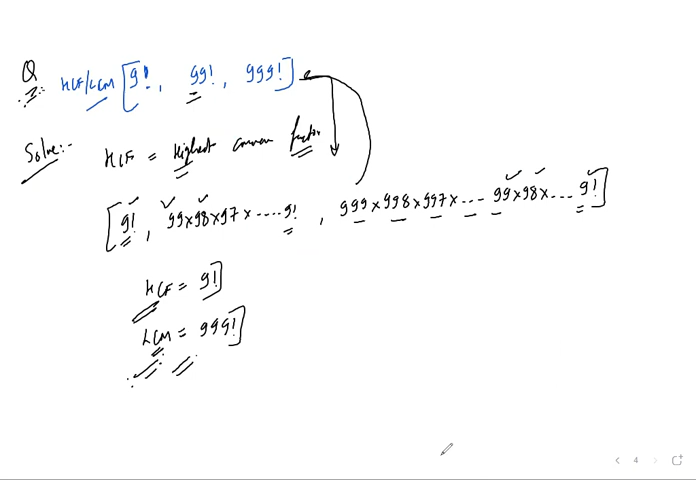 Q HCF/LCM [9!, 99!, 999!]
Solve:- HCF = Highest common factor
[9!, 99×98×97×....9!, 999×998×997×....99×98×....9!]
HCF = 9!]
LCM = 999!]
4